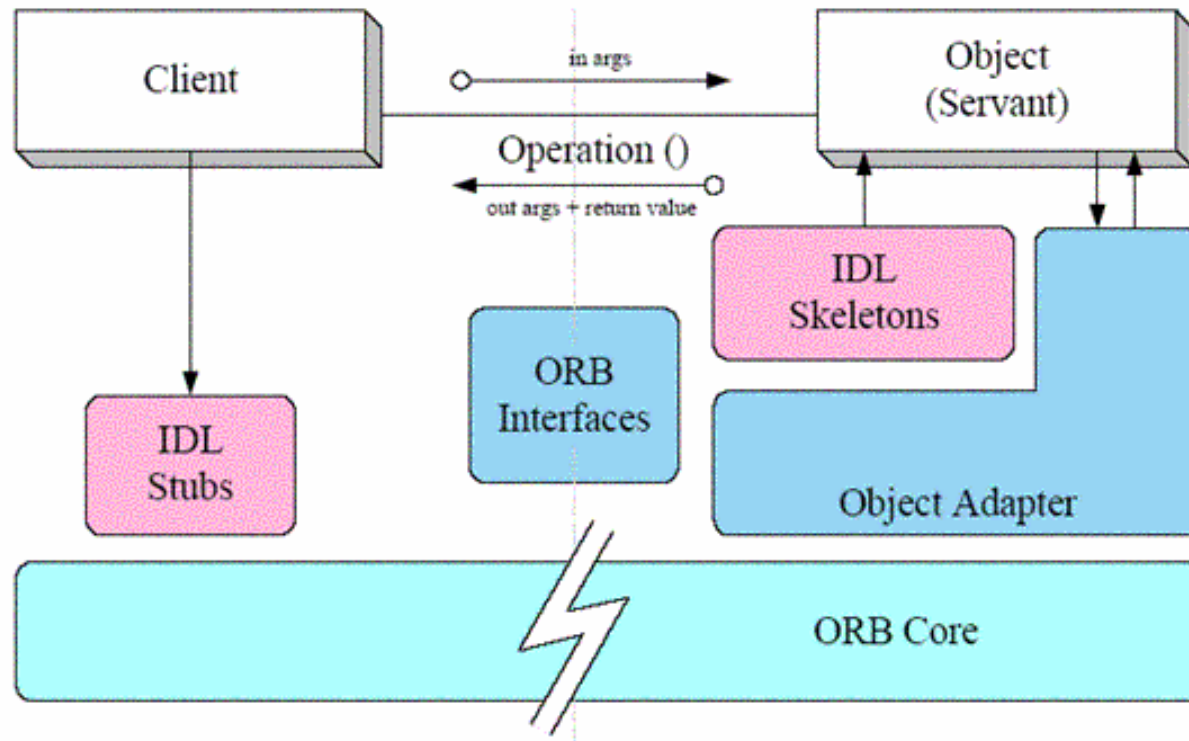 Client
in args
Object
(Servant)
Operation ()
out args + return value
IDL
Skeletons
ORB
Interfaces
IDL
Stubs
Object Adapter
ORB Core